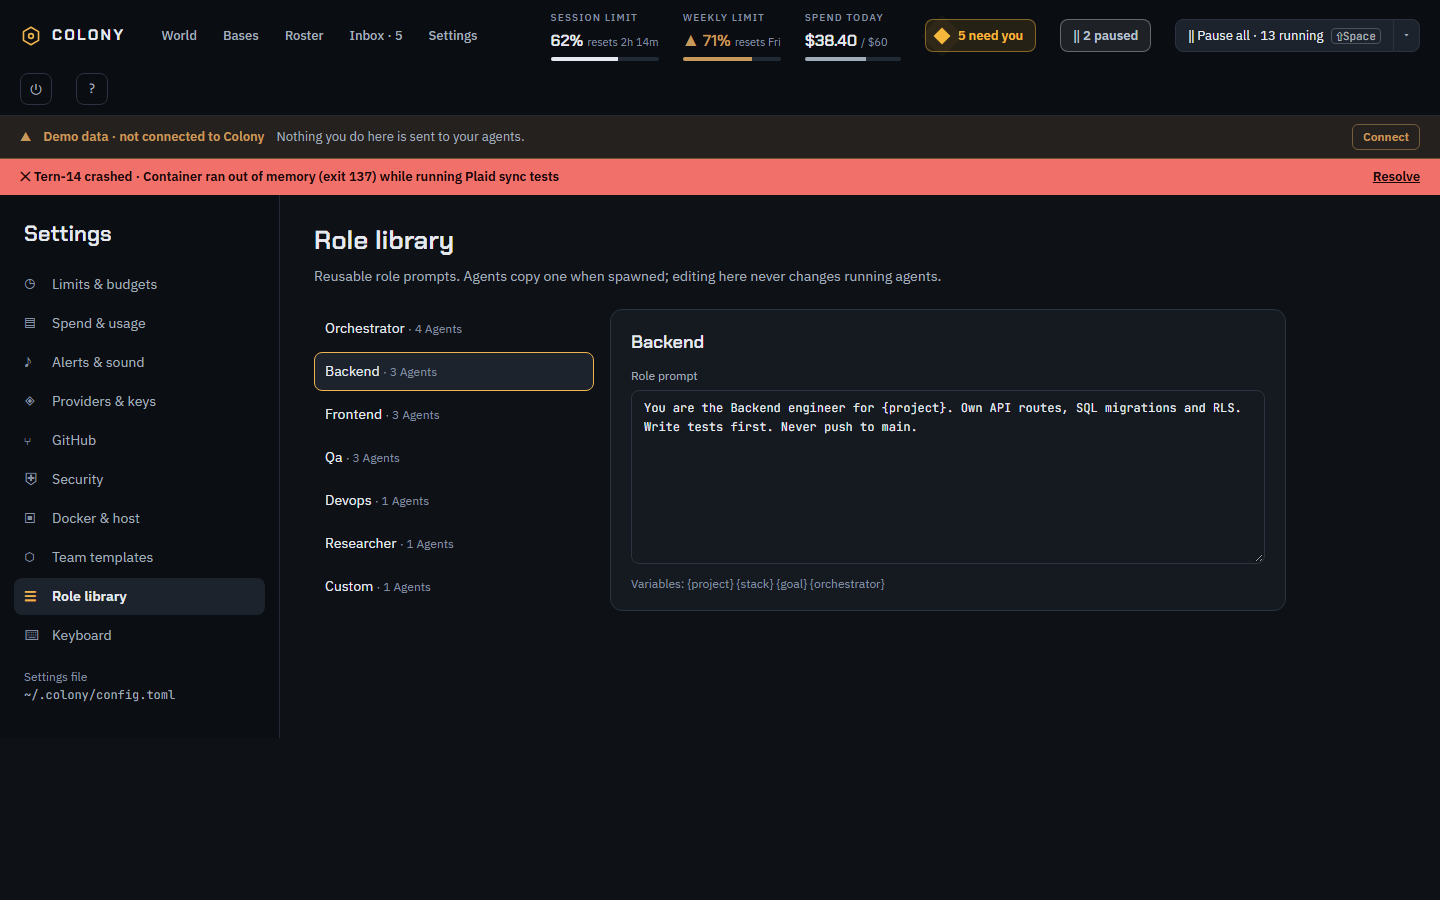 COLONY
World
Bases
Roster
Inbox · 5
Settings
SESSION LIMIT
62% resets 2h 14m
WEEKLY LIMIT
71% resets Fri
SPEND TODAY
$38.40 / $60
5 need you
2 paused
Pause all · 13 running ⇧Space
?
Demo data · not connected to Colony Nothing you do here is sent to your agents.
Connect
Tern-14 crashed · Container ran out of memory (exit 137) while running Plaid sync tests
Resolve
Settings
Limits & budgets
Spend & usage
Alerts & sound
Providers & keys
GitHub
Security
Docker & host
Team templates
Role library
Keyboard
Settings file
~/.colony/config.toml
Role library
Reusable role prompts. Agents copy one when spawned; editing here never changes running agents.
Orchestrator · 4 Agents
Backend · 3 Agents
Frontend · 3 Agents
Qa · 3 Agents
Devops · 1 Agents
Researcher · 1 Agents
Custom · 1 Agents
Backend
Role prompt
You are the Backend engineer for {project}. Own API routes, SQL migrations and RLS.
Write tests first. Never push to main.
Variables: {project} {stack} {goal} {orchestrator}